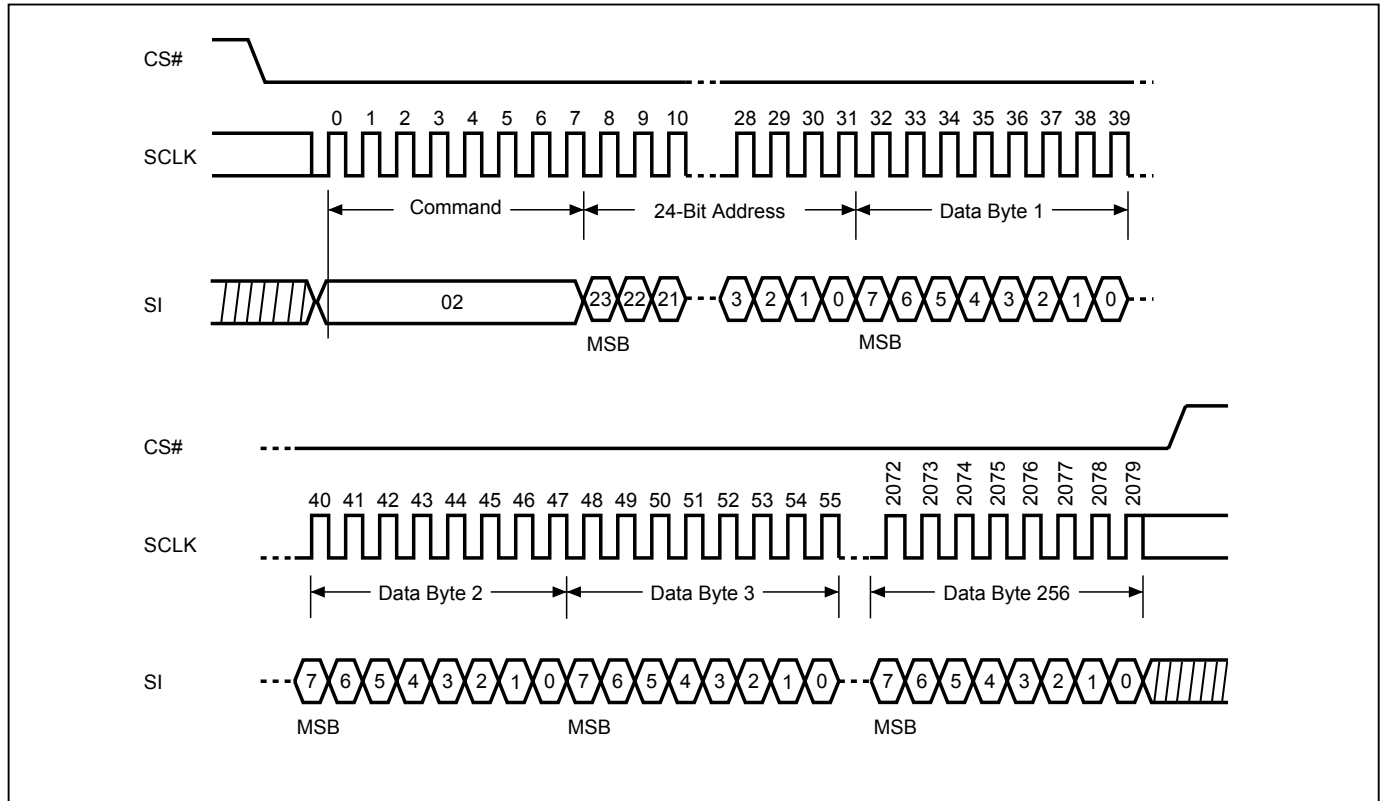 CS#
0 1 2 3 4 5 6 7 8 9 10 28 29 30 31 32 33 34 35 36 37 38 39
SCLK
Command 24-Bit Address Data Byte 1
SI 02 23 22 21 3 2 1 0 7 6 5 4 3 2 1 0
MSB MSB
CS#
40 41 42 43 44 45 46 47 48 49 50 51 52 53 54 55 2072 2073 2074 2075 2076 2077 2078 2079
SCLK
Data Byte 2 Data Byte 3 Data Byte 256
SI 7 6 5 4 3 2 1 0 7 6 5 4 3 2 1 0 7 6 5 4 3 2 1 0
MSB MSB MSB